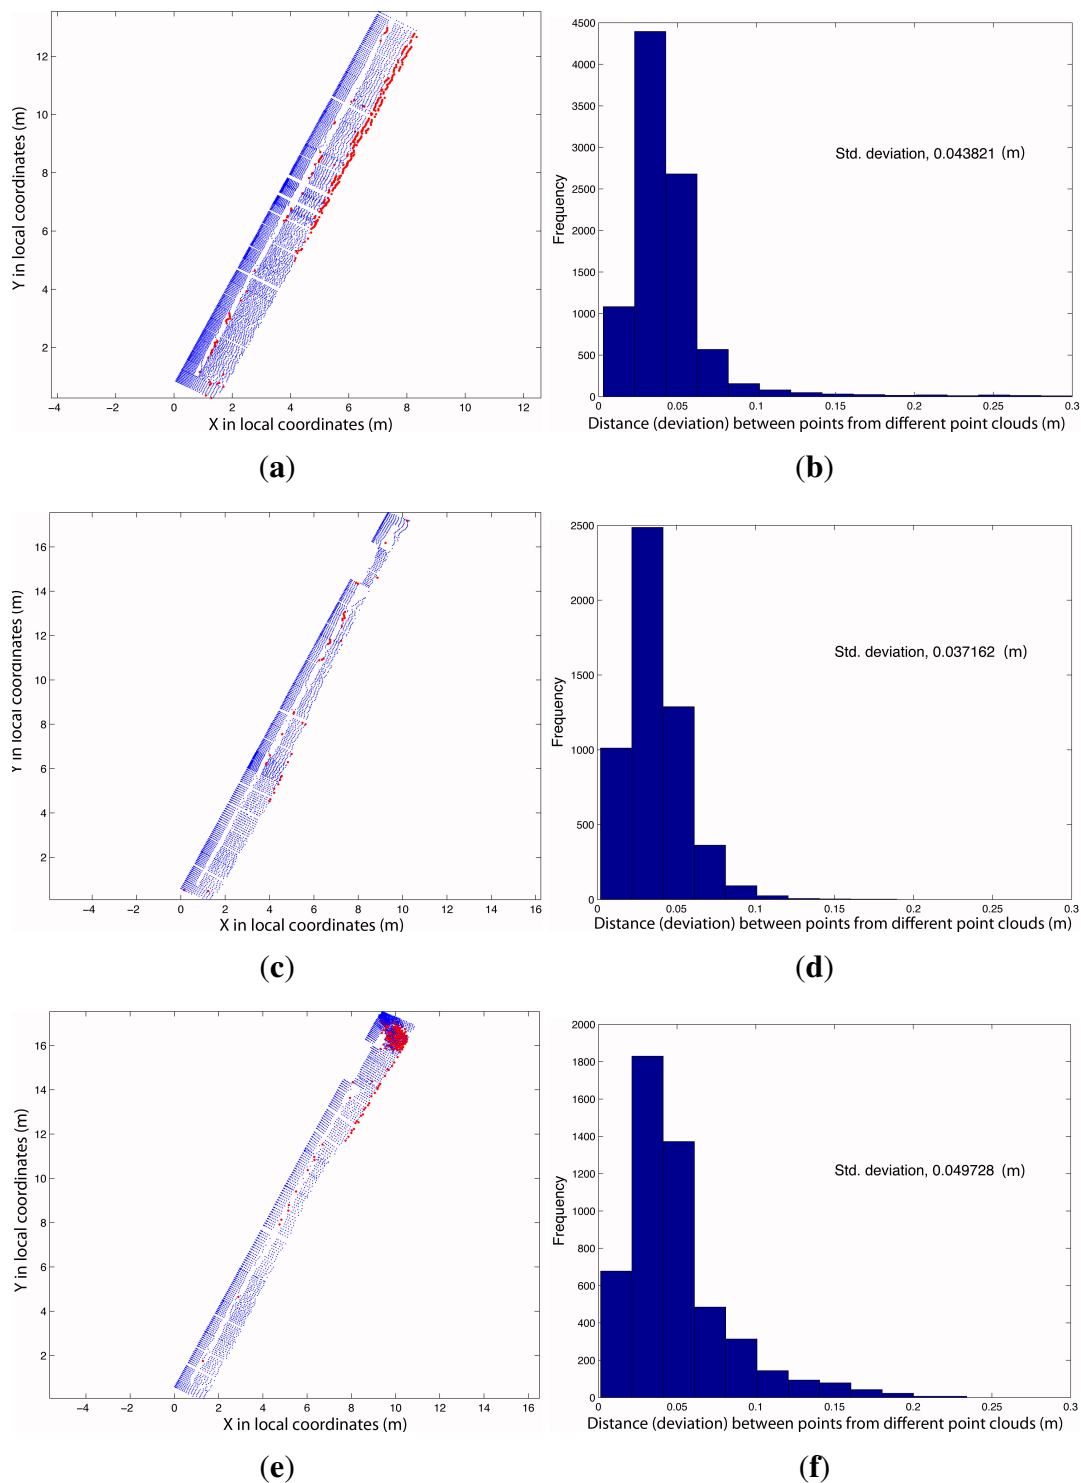 12
10
8
6
4
2
−4 −2 0 2 4 6 8 10 12
Y in local coordinates (m)
X in local coordinates (m)
(a)
4500
4000
3500
3000
2500
2000
1500
1000
500
0
0 0.05 0.1 0.15 0.2 0.25 0.3
Frequency
Std. deviation, 0.043821 (m)
Distance (deviation) between points from different point clouds (m)
(b)
16
14
12
10
8
6
4
2
−4 −2 0 2 4 6 8 10 12 14 16
Y in local coordinates (m)
X in local coordinates (m)
(c)
2500
2000
1500
1000
500
0
0 0.05 0.1 0.15 0.2 0.25 0.3
Frequency
Std. deviation, 0.037162 (m)
Distance (deviation) between points from different point clouds (m)
(d)
16
14
12
10
8
6
4
2
−4 −2 0 2 4 6 8 10 12 14 16
Y in local coordinates (m)
X in local coordinates (m)
(e)
2000
1800
1600
1400
1200
1000
800
600
400
200
0
0 0.05 0.1 0.15 0.2 0.25 0.3
Frequency
Std. deviation, 0.049728 (m)
Distance (deviation) between points from different point clouds (m)
(f)